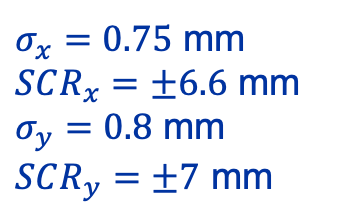 σx = 0.75 mm
SCRx = ±6.6 mm
σy = 0.8 mm
SCRy = ±7 mm